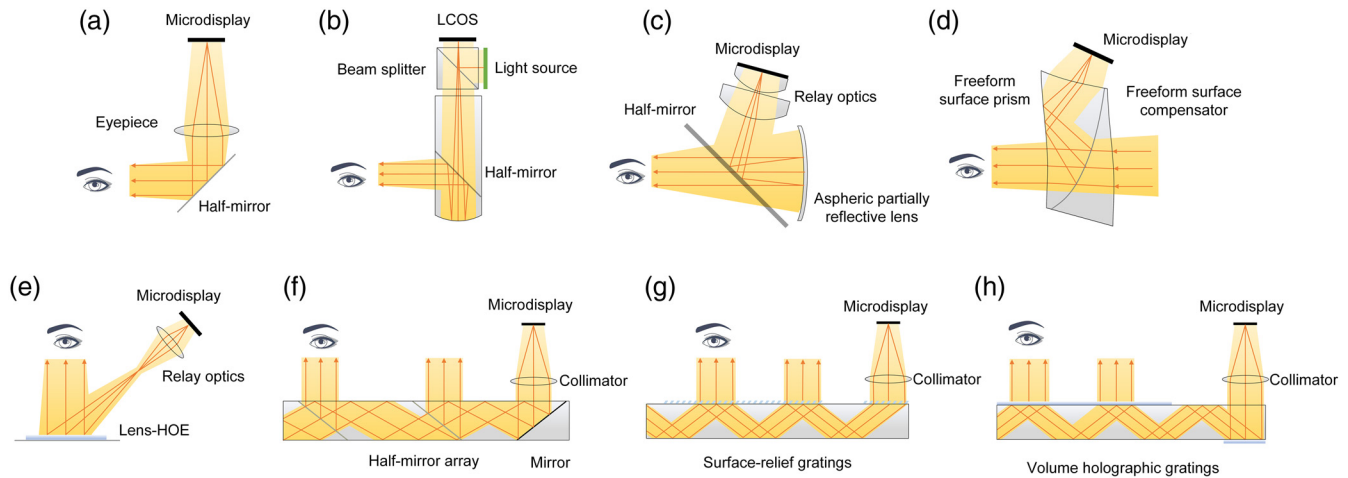 (a)
Microdisplay
Eyepiece
Half-mirror
(b)
LCOS
Beam splitter
Light source
Half-mirror
(c)
Microdisplay
Relay optics
Half-mirror
Aspheric partially
reflective lens
(d)
Microdisplay
Freeform
surface prism
Freeform surface
compensator
(e)
Microdisplay
Relay optics
Lens-HOE
(f)
Microdisplay
Collimator
Half-mirror array
Mirror
(g)
Microdisplay
Collimator
Surface-relief gratings
(h)
Microdisplay
Collimator
Volume holographic gratings